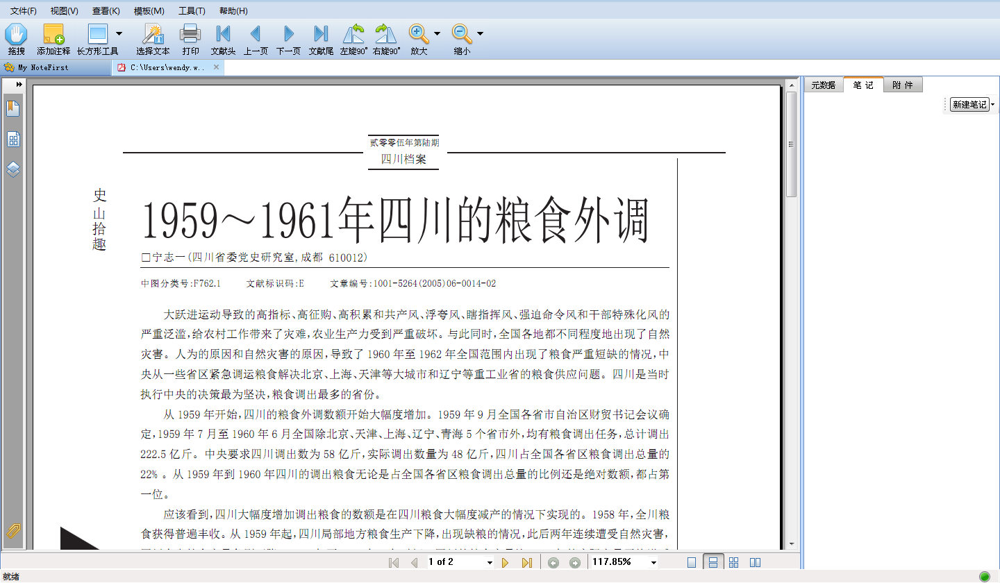 文件(F) 视图(V) 查看(K) 模板(M) 工具(T) 帮助(H)
拖拽 添加注释 长方形工具 选择文本 打印 文献头 上一页 下一页 文献尾 左旋90° 右旋90° 放大 缩小
My NoteFirst C:\Users\wendy.w..
元数据 笔 记 附 件
新建笔记
贰零零伍年第陆期
四川档案
史山拾趣
1959～1961年四川的粮食外调
□宁志一(四川省委党史研究室,成都 610012)
中图分类号:F762.1 文献标识码:E 文章编号:1001-5264(2005)06-0014-02
大跃进运动导致的高指标、高征购、高积累和共产风、浮夸风、瞎指挥风、强迫命令风和干部特殊化风的
严重泛滥,给农村工作带来了灾难,农业生产力受到严重破坏。与此同时,全国各地都不同程度地出现了自然
灾害。人为的原因和自然灾害的原因,导致了 1960 年至 1962 年全国范围内出现了粮食严重短缺的情况,中
央从一些省区紧急调运粮食解决北京、上海、天津等大城市和辽宁等重工业省的粮食供应问题。四川是当时
执行中央的决策最为坚决,粮食调出最多的省份。
从 1959 年开始,四川的粮食外调数额开始大幅度增加。1959 年 9 月全国各省市自治区财贸书记会议确
定,1959 年 7 月至 1960 年 6 月全国除北京、天津、上海、辽宁、青海 5 个省市外,均有粮食调出任务,总计调出
222.5 亿斤。中央要求四川调出数为 58 亿斤,实际调出数量为 48 亿斤,四川占全国各省区粮食调出总量的
22% 。从 1959 年到 1960 年四川的调出粮食无论是占全国各省区粮食调出总量的比例还是绝对数额,都占第
一位。
应该看到,四川大幅度增加调出粮食的数额是在四川粮食大幅度减产的情况下实现的。1958 年,全川粮
食获得普遍丰收。从 1959 年起,四川局部地方粮食生产下降,出现缺粮的情况,此后两年连续遭受自然灾害,
1 of 2 117.85%
就绪